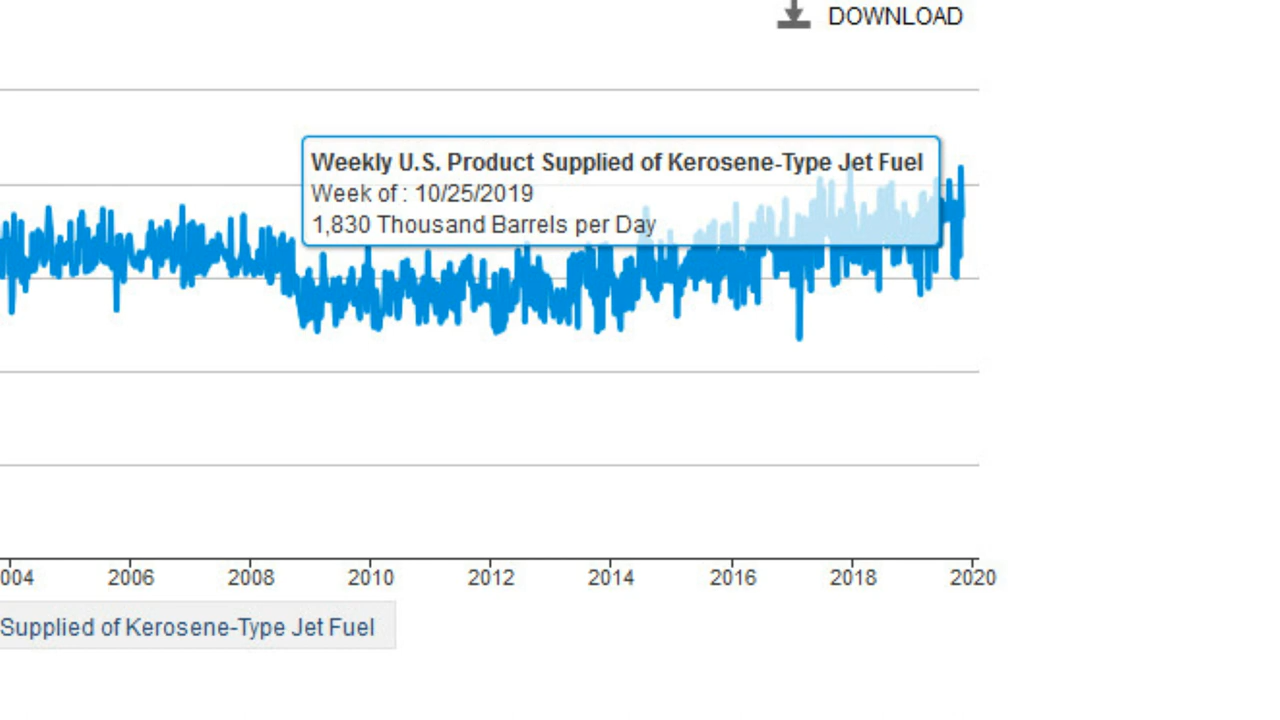 DOWNLOAD
Weekly U.S. Product Supplied of Kerosene-Type Jet Fuel
Week of : 10/25/2019
1,830 Thousand Barrels per Day
004 2006 2008 2010 2012 2014 2016 2018 2020
Supplied of Kerosene-Type Jet Fuel